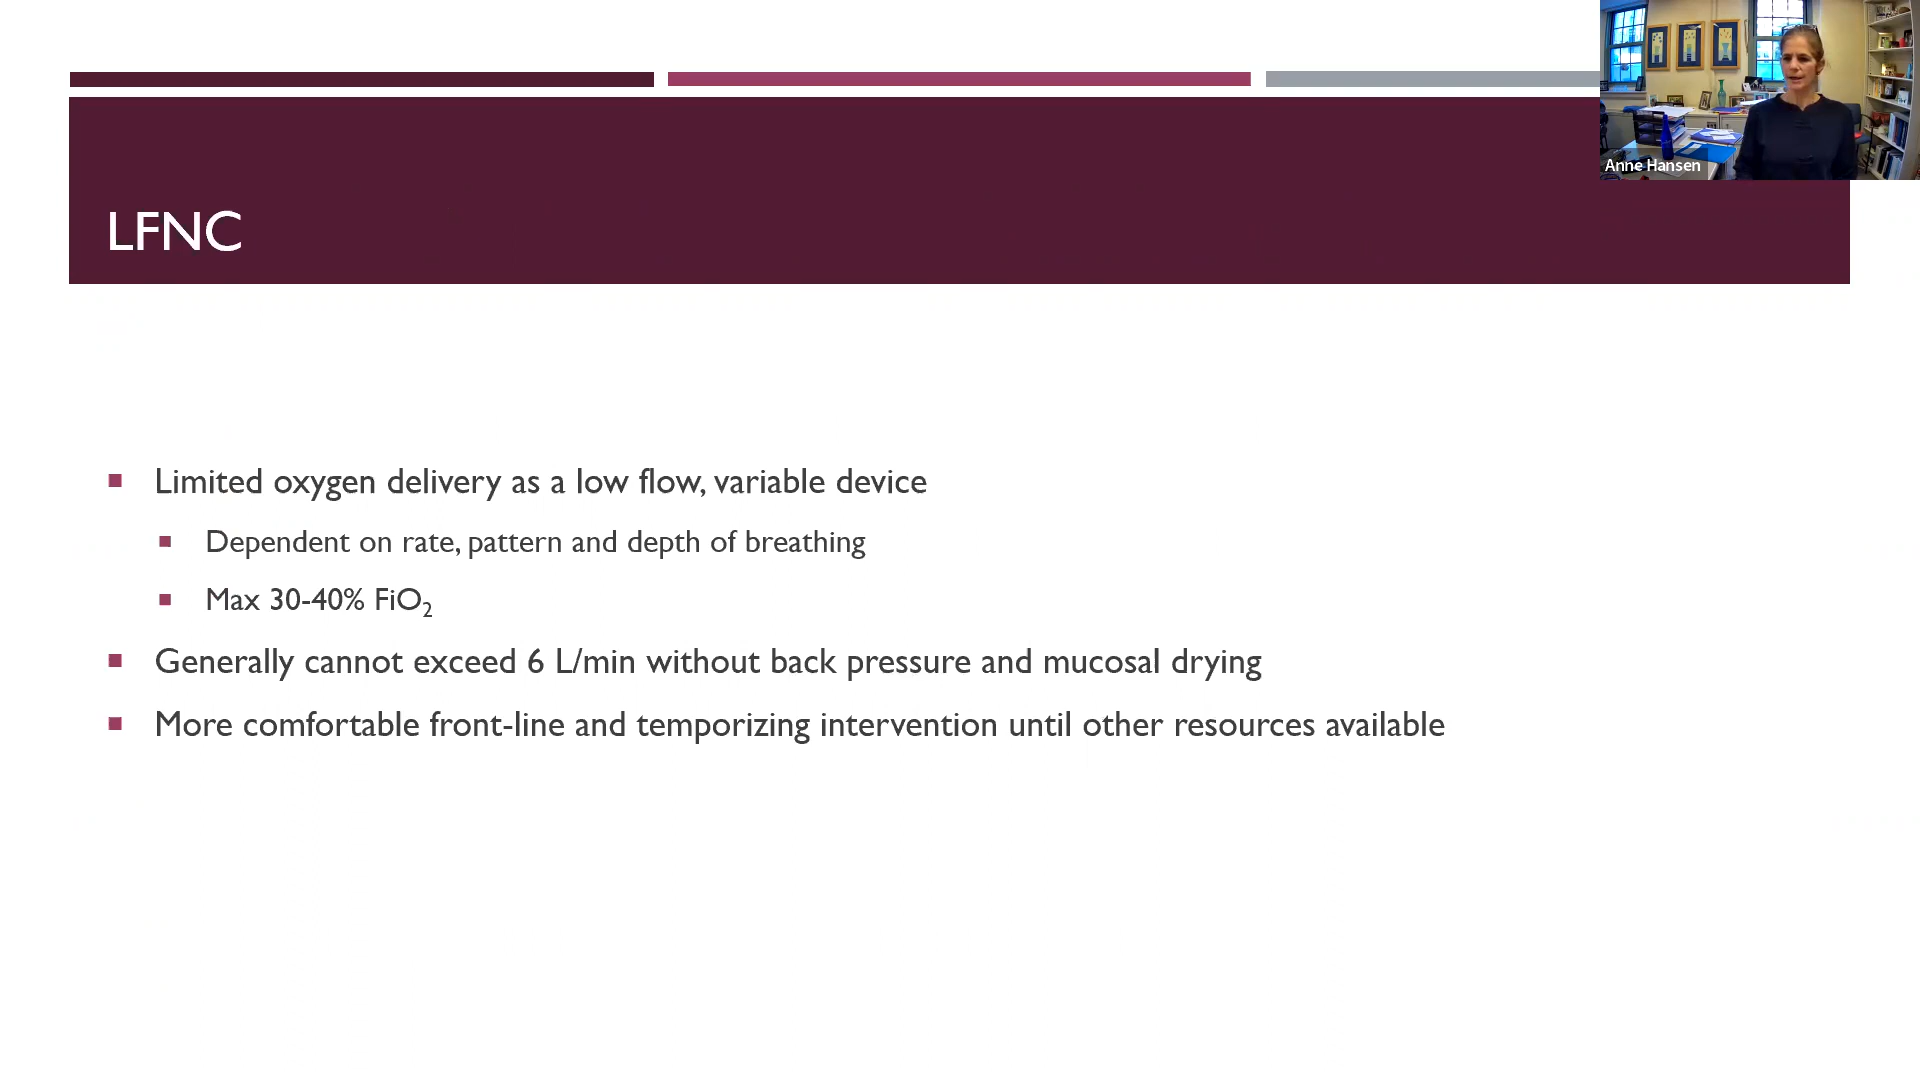 Anne Hansen
LFNC
Limited oxygen delivery as a low flow, variable device
Dependent on rate, pattern and depth of breathing
Max 30-40% FiO₂
Generally cannot exceed 6 L/min without back pressure and mucosal drying
More comfortable front-line and temporizing intervention until other resources available